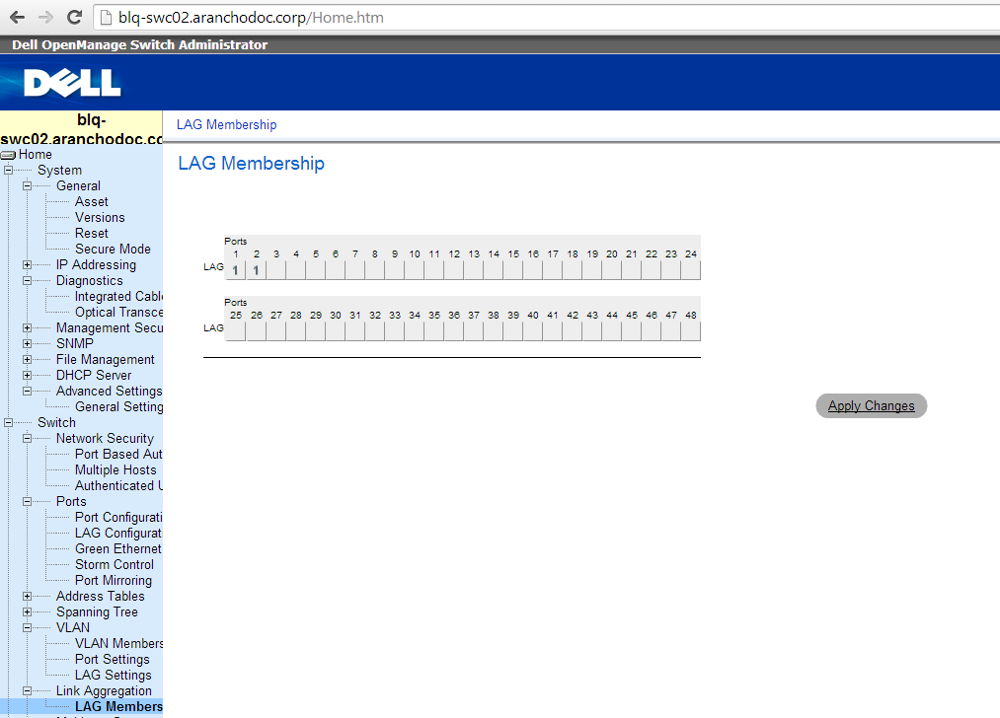 blq-swc02.aranchodoc.corp/Home.htm
Dell OpenManage Switch Administrator
DELL
blq-
swc02.aranchodoc.co
LAG Membership
Home
System
General
Asset
Versions
Reset
Secure Mode
IP Addressing
Diagnostics
Integrated Cable
Optical Transce
Management Secu
SNMP
File Management
DHCP Server
Advanced Settings
General Setting
Switch
Network Security
Port Based Aut
Multiple Hosts
Authenticated U
Ports
Port Configurati
LAG Configurat
Green Ethernet
Storm Control
Port Mirroring
Address Tables
Spanning Tree
VLAN
VLAN Members
Port Settings
LAG Settings
Link Aggregation
LAG Members
LAG Membership
Ports
1 2 3 4 5 6 7 8 9 10 11 12 13 14 15 16 17 18 19 20 21 22 23 24
LAG 1 1
Ports
25 26 27 28 29 30 31 32 33 34 35 36 37 38 39 40 41 42 43 44 45 46 47 48
LAG
Apply Changes